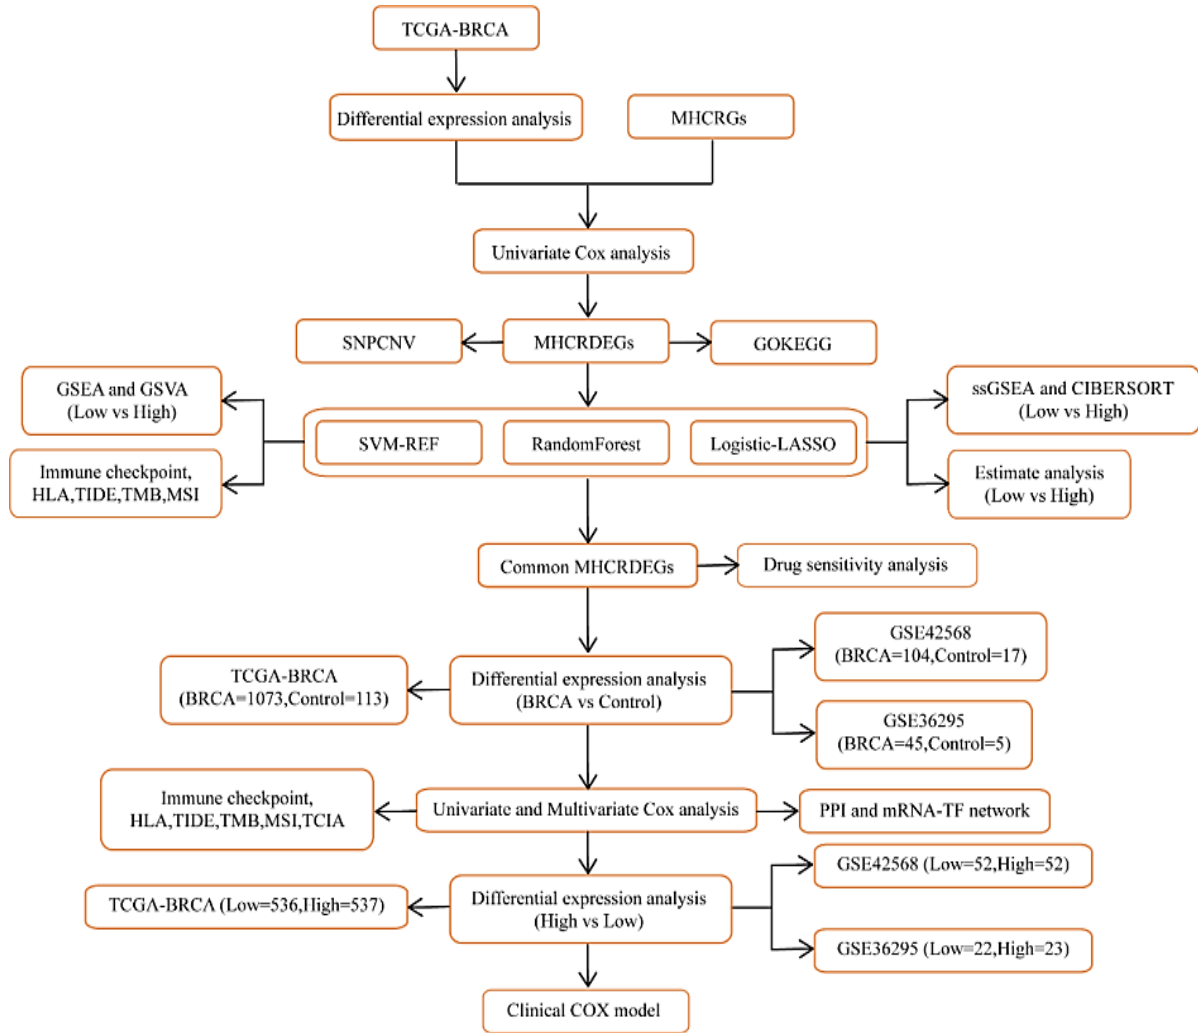 TCGA-BRCA
Differential expression analysis
MHCRGs
Univariate Cox analysis
SNPCNV
MHCRDEGs
GOKEGG
GSEA and GSVA
(Low vs High)
ssGSEA and CIBERSORT
(Low vs High)
SVM-REF
RandomForest
Logistic-LASSO
Immune checkpoint,
HLA,TIDE,TMB,MSI
Estimate analysis
(Low vs High)
Common MHCRDEGs
Drug sensitivity analysis
TCGA-BRCA
(BRCA=1073,Control=113)
Differential expression analysis
(BRCA vs Control)
GSE42568
(BRCA=104,Control=17)
GSE36295
(BRCA=45,Control=5)
Immune checkpoint,
HLA,TIDE,TMB,MSI,TCIA
Univariate and Multivariate Cox analysis
PPI and mRNA-TF network
TCGA-BRCA (Low=536,High=537)
Differential expression analysis
(High vs Low)
GSE42568 (Low=52,High=52)
GSE36295 (Low=22,High=23)
Clinical COX model